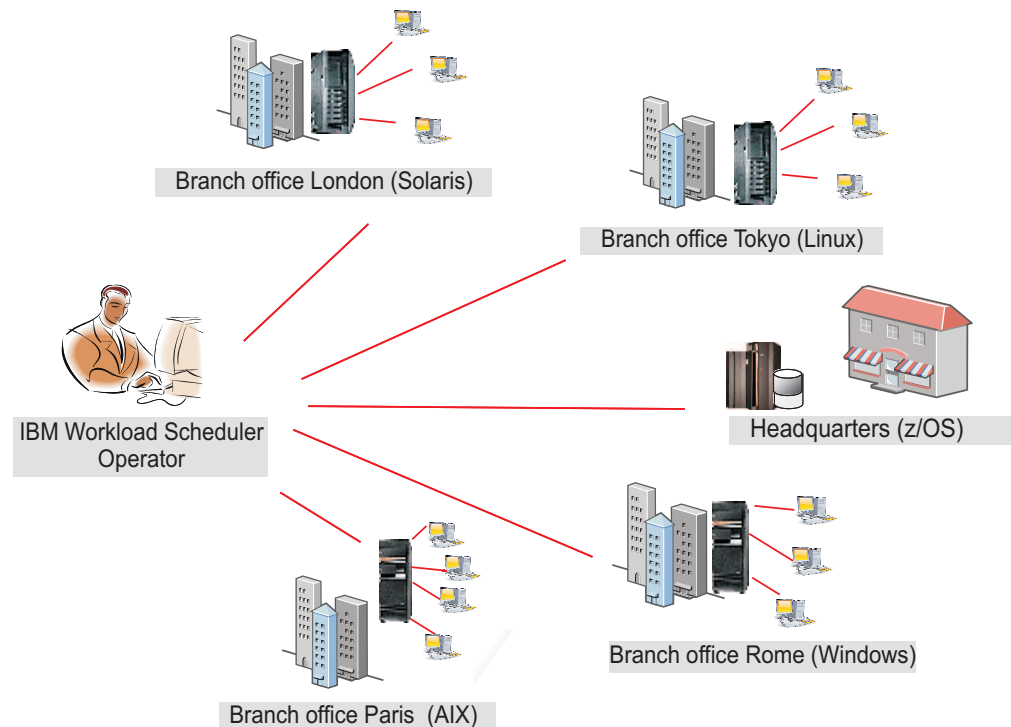 Branch office London (Solaris)
Branch office Tokyo (Linux)
IBM Workload Scheduler
Operator
Headquarters (z/OS)
Branch office Rome (Windows)
Branch office Paris (AIX)